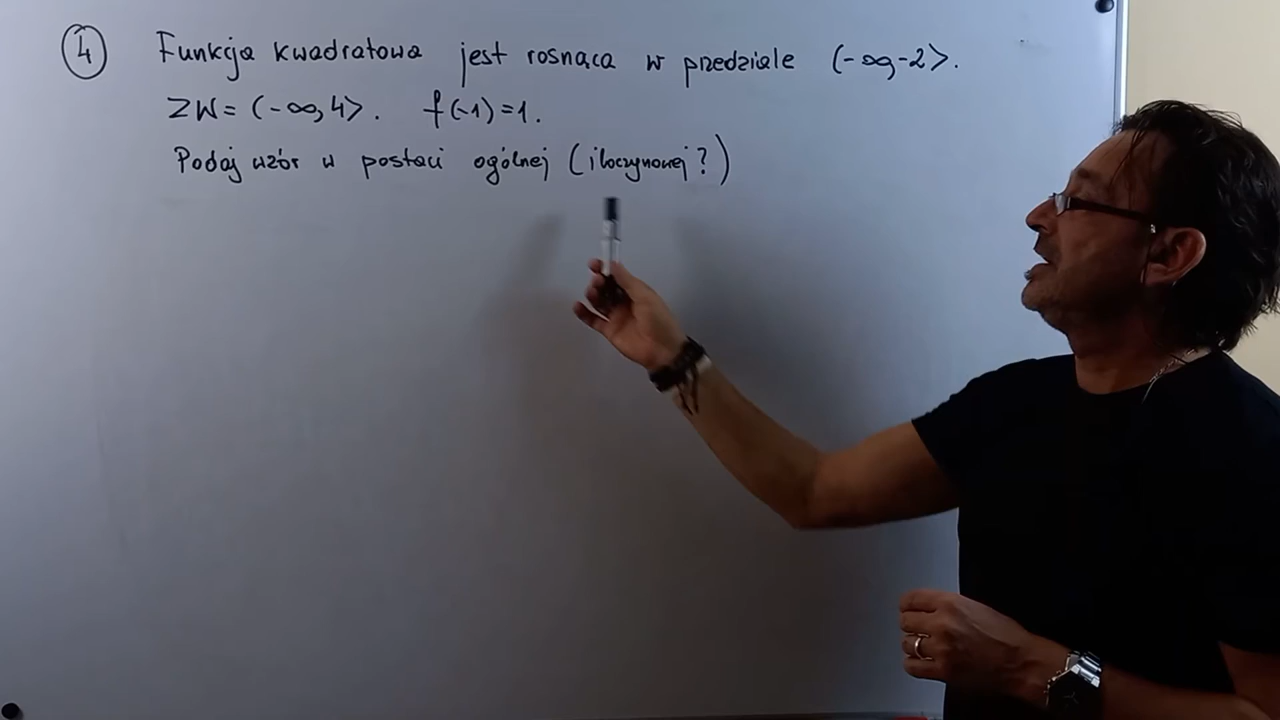 4 Funkcja kwadratowa jest rosnąca w przedziale (-∞,-2>.
ZW= (-∞,4>. f(-1)=1.
Podaj wzór w postaci ogólnej (iloczynowej?)